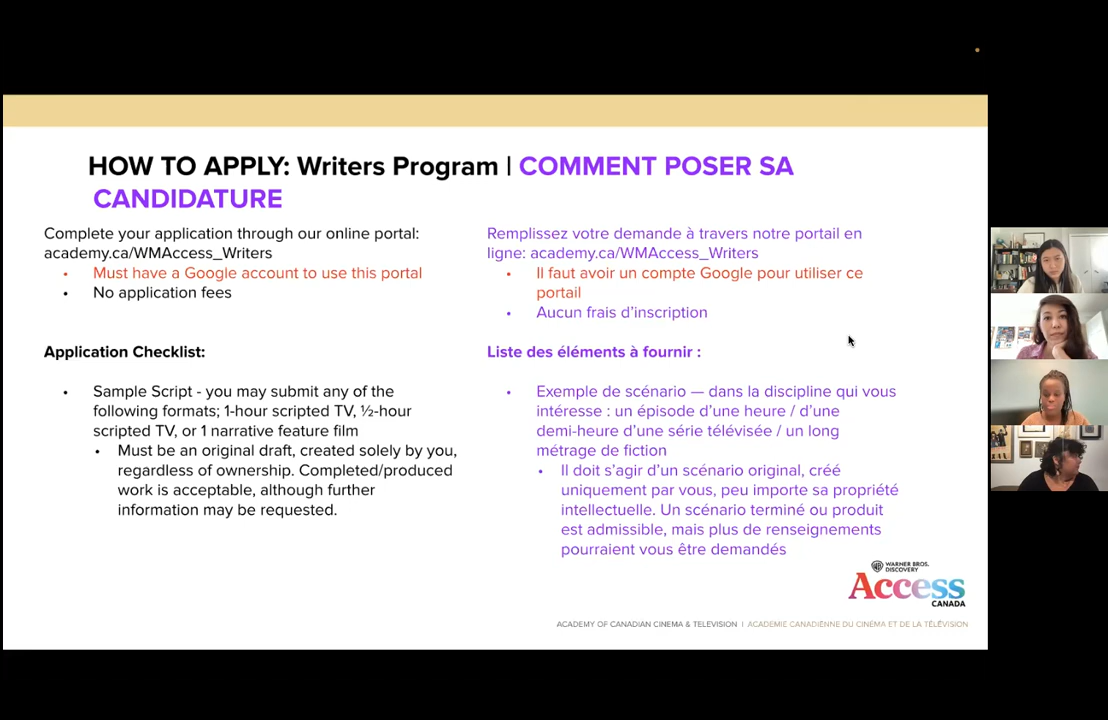 HOW TO APPLY: Writers Program | COMMENT POSER SA
CANDIDATURE
Complete your application through our online portal:
academy.ca/WMAccess_Writers
• Must have a Google account to use this portal
• No application fees
Application Checklist:
• Sample Script - you may submit any of the
following formats; 1-hour scripted TV, ½-hour
scripted TV, or 1 narrative feature film
• Must be an original draft, created solely by you,
regardless of ownership. Completed/produced
work is acceptable, although further
information may be requested.
Remplissez votre demande à travers notre portail en
ligne: academy.ca/WMAccess_Writers
• Il faut avoir un compte Google pour utiliser ce
portail
• Aucun frais d’inscription
Liste des éléments à fournir :
• Exemple de scénario — dans la discipline qui vous
intéresse : un épisode d’une heure / d’une
demi-heure d’une série télévisée / un long
métrage de fiction
• Il doit s’agir d’un scénario original, créé
uniquement par vous, peu importe sa propriété
intellectuelle. Un scénario terminé ou produit
est admissible, mais plus de renseignements
pourraient vous être demandés
WARNER BROS.
DISCOVERY
Access
CANADA
ACADEMY OF CANADIAN CINEMA & TELEVISION | ACADÉMIE CANADIENNE DU CINÉMA ET DE LA TÉLÉVISION